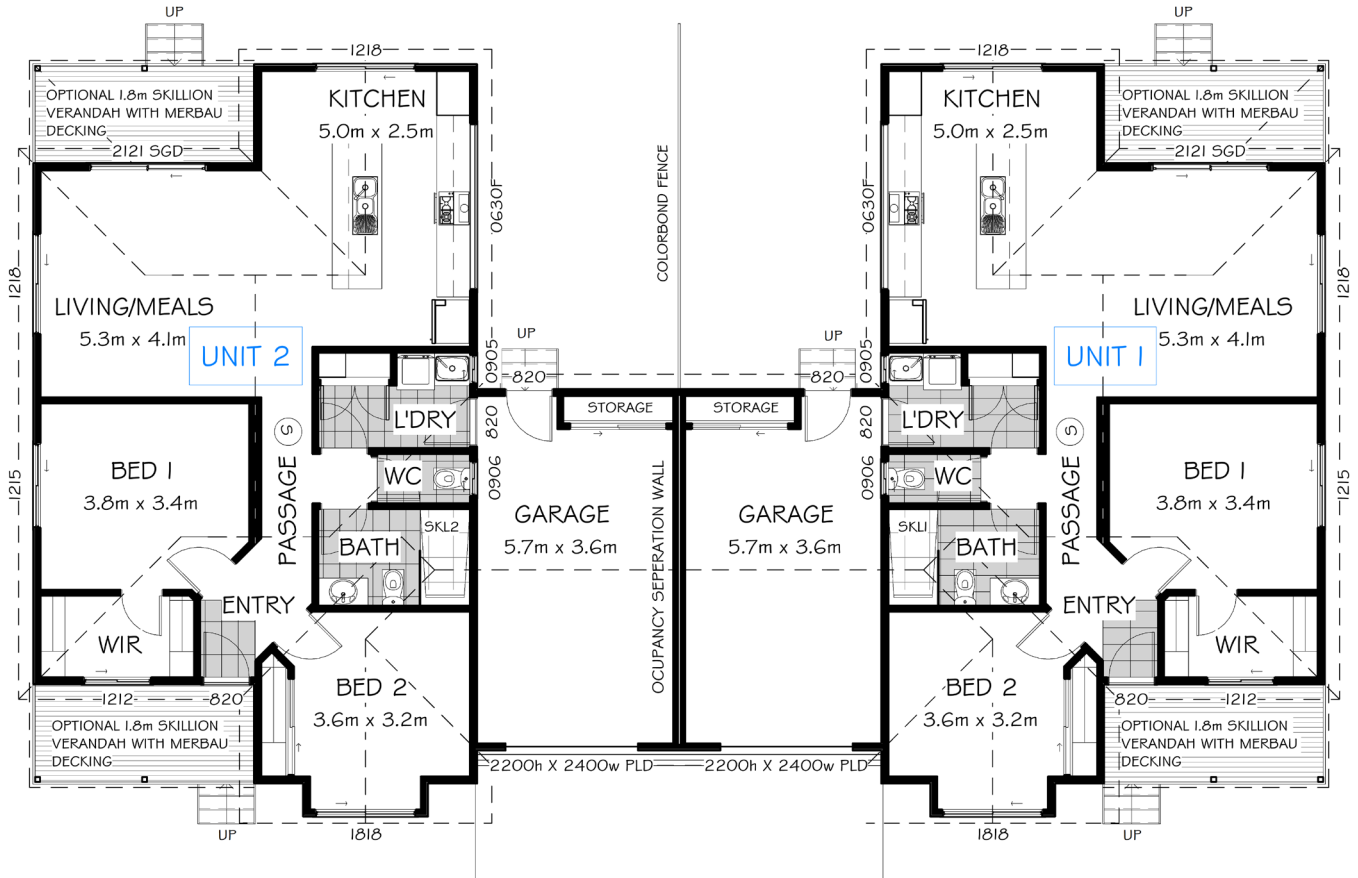 UP
UP
1218
1218
OPTIONAL 1.8m SKILLION
VERANDAH WITH MERBAU
DECKING
2121 SGD
KITCHEN
5.0m x 2.5m
KITCHEN
5.0m x 2.5m
OPTIONAL 1.8m SKILLION
VERANDAH WITH MERBAU
DECKING
2121 SGD
COLORBOND FENCE
0630F
0630F
1218
LIVING/MEALS
5.3m x 4.1m
UNIT 2
UP
820
UP
820
UNIT 1
LIVING/MEALS
5.3m x 4.1m
1218
0905
0905
L'DRY
820
STORAGE
STORAGE
820
L'DRY
S
S
BED 1
3.8m x 3.4m
1215
PASSAGE
WC
0906
GARAGE
5.7m x 3.6m
OCUPANCY SEPERATION WALL
GARAGE
5.7m x 3.6m
0906
WC
PASSAGE
BED 1
3.8m x 3.4m
1215
BATH
SKL2
SKL1
BATH
ENTRY
ENTRY
WIR
WIR
BED 2
3.6m x 3.2m
BED 2
3.6m x 3.2m
1212
820
820
1212
OPTIONAL 1.8m SKILLION
VERANDAH WITH MERBAU
DECKING
OPTIONAL 1.8m SKILLION
VERANDAH WITH MERBAU
DECKING
2200h X 2400w PLD
2200h X 2400w PLD
UP
1818
1818
UP